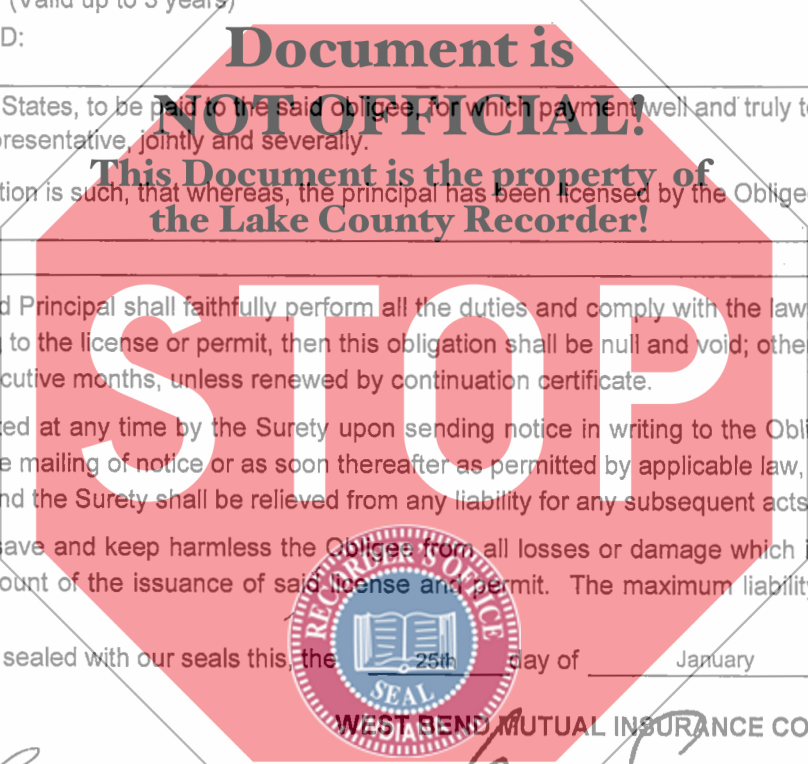 (Valid up to 3 years)
D:
Document is
States, to be paid to the said obligee, for which payment well and truly to
NOT OFFICIAL!
resentative, jointly and severally.
This Document is the property of
tion is such, that whereas, the principal has been licensed by the Oblige
the Lake County Recorder!
d Principal shall faithfully perform all the duties and comply with the law
STOP
to the license or permit, then this obligation shall be null and void; othe
cutive months, unless renewed by continuation certificate.
ed at any time by the Surety upon sending notice in writing to the Obli
e mailing of notice or as soon thereafter as permitted by applicable law,
nd the Surety shall be relieved from any liability for any subsequent acts
save and keep harmless the Obligee from all losses or damage which
ount of the issuance of said license and permit. The maximum liability
RECORDER'S OFFICE
sealed with our seals this, the 25th day of January
SEAL
WEST BEND MUTUAL INSURANCE CO